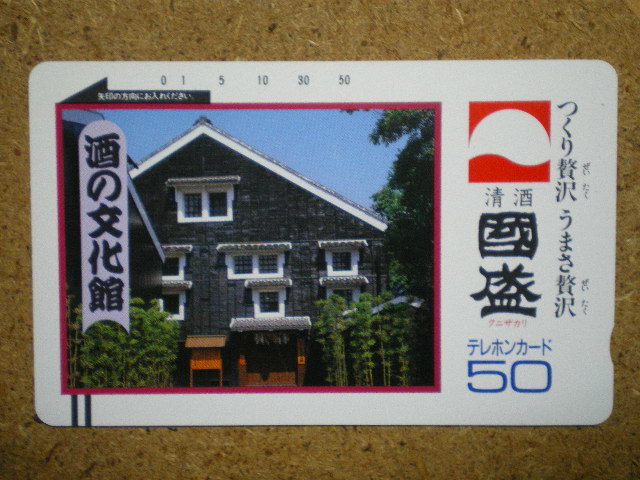 0 1 5 10 30 50
矢印の方向にお入れください。
酒の文化館
つくり贅沢うまさ贅沢
ぜいたく
ぜいたく
清酒
國盛
クニザカリ
テレホンカード
50